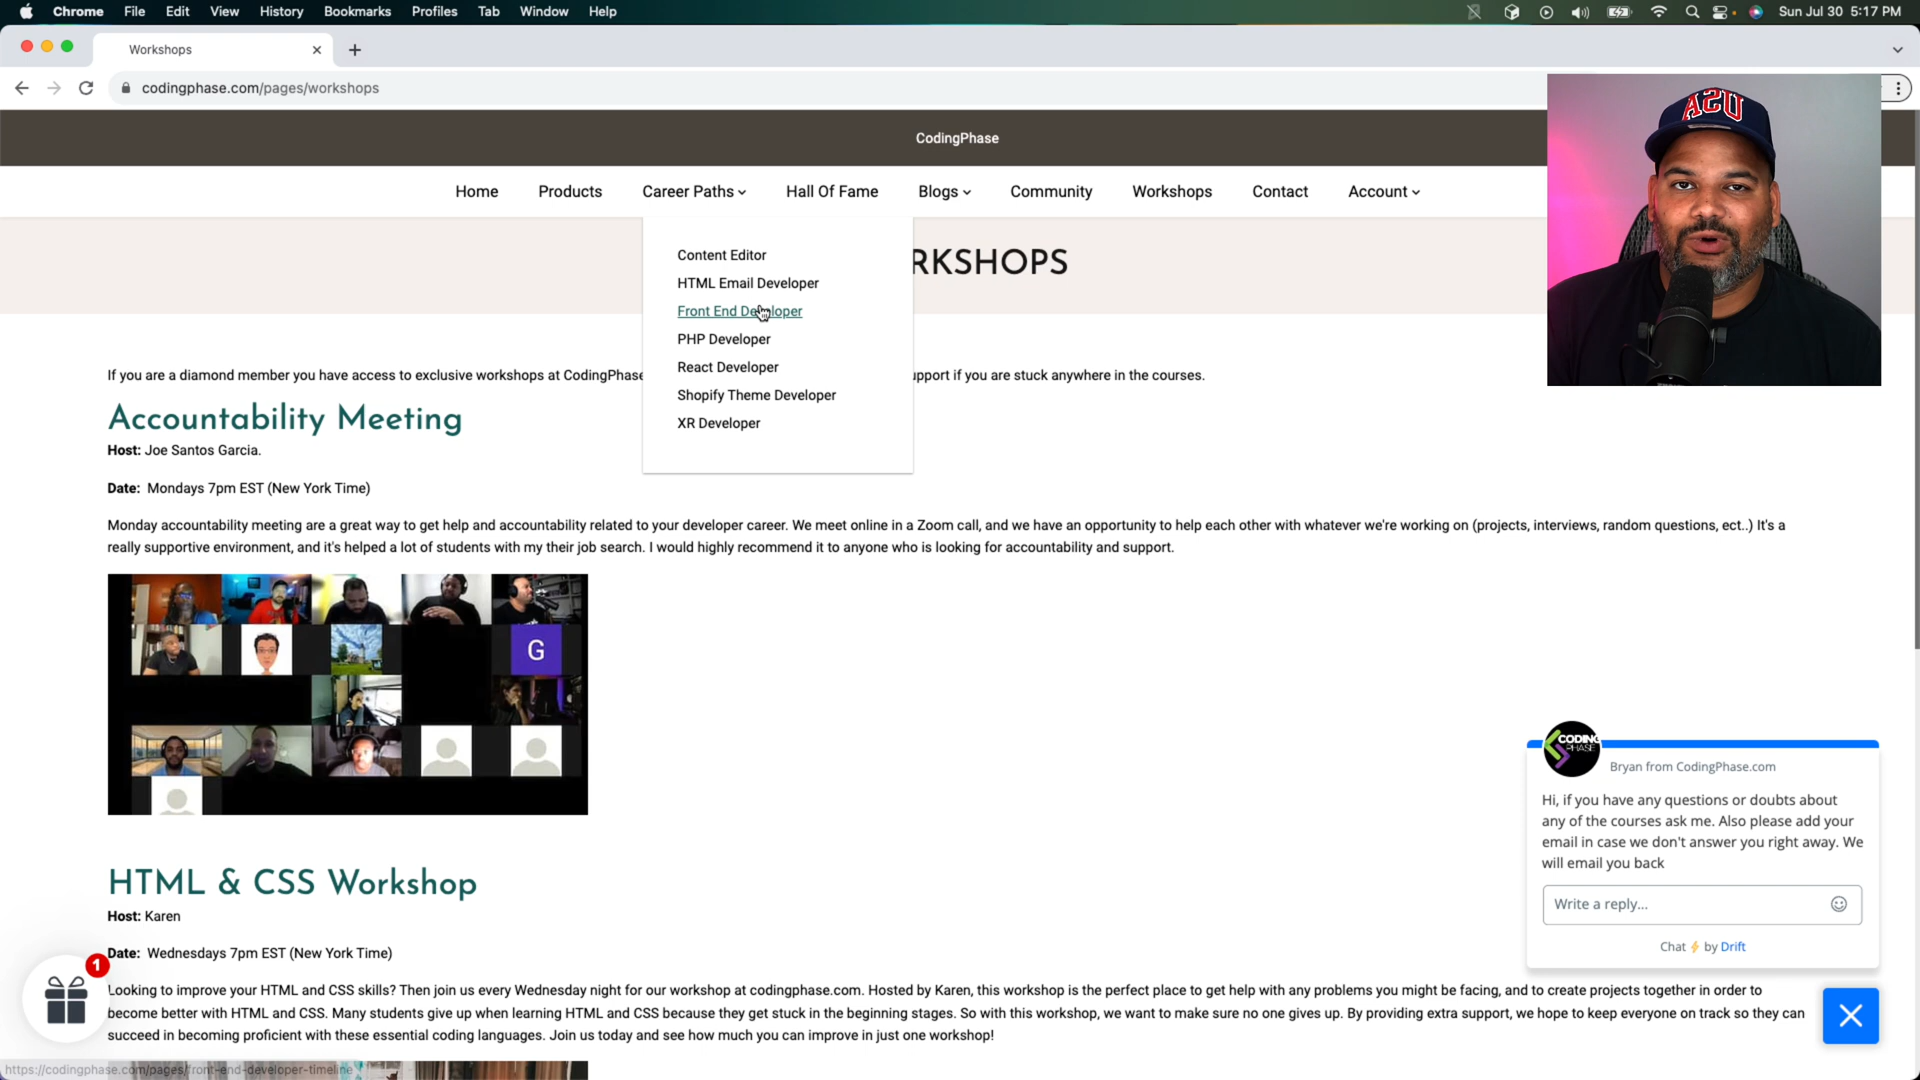 Chrome File Edit View History Bookmarks Profiles Tab Window Help
Sun Jul 30 5:17 PM
Workshops
codingphase.com/pages/workshops
CodingPhase
Home Products Career Paths Hall Of Fame Blogs Community Workshops Contact Account
Content Editor
HTML Email Developer
Front End Developer
PHP Developer
React Developer
Shopify Theme Developer
XR Developer
RKSHOPS
If you are a diamond member you have access to exclusive workshops at CodingPhase
upport if you are stuck anywhere in the courses.
Accountability Meeting
Host: Joe Santos Garcia.
Date: Mondays 7pm EST (New York Time)
Monday accountability meeting are a great way to get help and accountability related to your developer career. We meet online in a Zoom call, and we have an opportunity to help each other with whatever we're working on (projects, interviews, random questions, ect..) It's a
really supportive environment, and it's helped a lot of students with my their job search. I would highly recommend it to anyone who is looking for accountability and support.
G
HTML & CSS Workshop
Host: Karen
Date: Wednesdays 7pm EST (New York Time)
Looking to improve your HTML and CSS skills? Then join us every Wednesday night for our workshop at codingphase.com. Hosted by Karen, this workshop is the perfect place to get help with any problems you might be facing, and to create projects together in order to
become better with HTML and CSS. Many students give up when learning HTML and CSS because they get stuck in the beginning stages. So with this workshop, we want to make sure no one gives up. By providing extra support, we hope to keep everyone on track so they can
succeed in becoming proficient with these essential coding languages. Join us today and see how much you can improve in just one workshop!
1
https://codingphase.com/pages/front-end-developer-timeline
CODING
PHASE
Bryan from CodingPhase.com
Hi, if you have any questions or doubts about
any of the courses ask me. Also please add your
email in case we don't answer you right away. We
will email you back
Write a reply...
Chat ⚡ by Drift